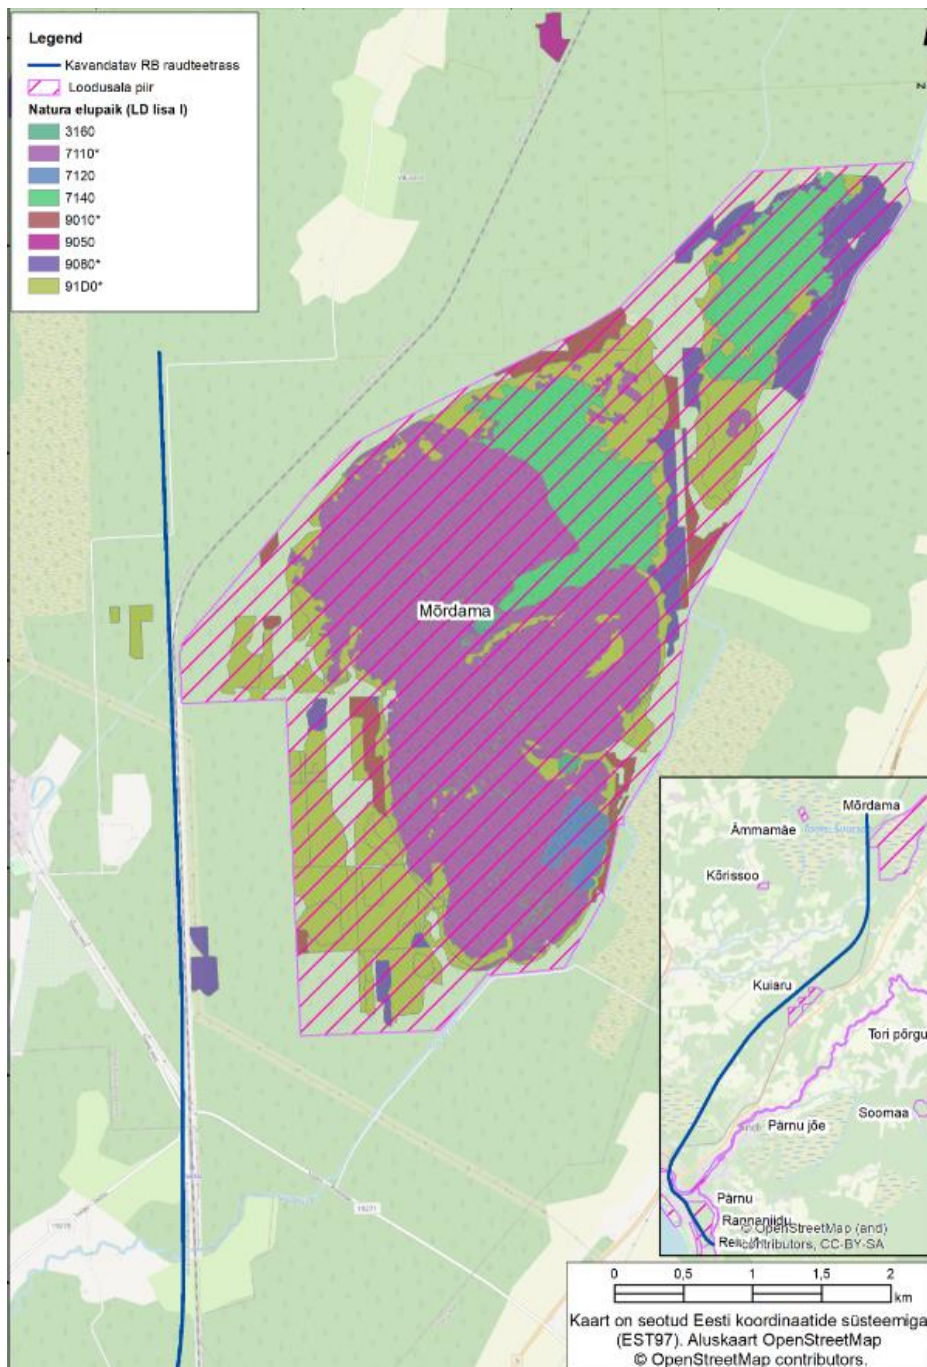 Legend
Kavandatav RB raudteetrass
Loodusala piir
Natura elupaik (LD lisa I)
3160
7110*
7120
7140
9010*
9050
9080*
91D0*
Mõrdama
Mõrdama
Ämmamäe
Kõrissoo
Kuiaru
Tori põrgu
Soomaa
Pärnu jõe
Pärnu
Rannaniidu
© OpenStreetMap (and)
contributors, CC-BY-SA
19271
0 0,5 1 1,5 2
km
Kaart on seotud Eesti koordinaatide süsteemiga
(EST97). Aluskaart OpenStreetMap
© OpenStreetMap contributors.